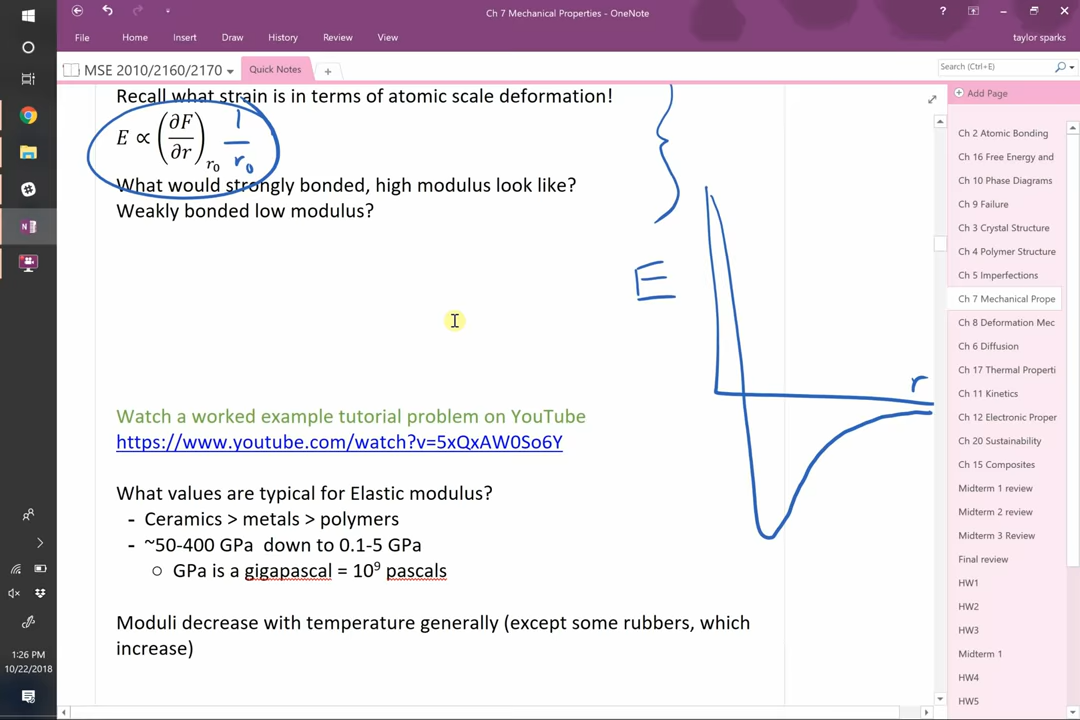 Ch 7 Mechanical Properties - OneNote
File Home Insert Draw History Review View
taylor sparks
MSE 2010/2160/2170
Quick Notes
Search (Ctrl+E)
Recall what strain is in terms of atomic scale deformation!
E ∝ (∂F/∂r)r₀ 1/r₀
What would strongly bonded, high modulus look like?
Weakly bonded low modulus?
E
r
Watch a worked example tutorial problem on YouTube
https://www.youtube.com/watch?v=5xQxAW0So6Y
What values are typical for Elastic modulus?
- Ceramics > metals > polymers
- ~50-400 GPa down to 0.1-5 GPa
○ GPa is a gigapascal = 10⁹ pascals
Moduli decrease with temperature generally (except some rubbers, which
increase)
Add Page
Ch 2 Atomic Bonding
Ch 16 Free Energy and
Ch 10 Phase Diagrams
Ch 9 Failure
Ch 3 Crystal Structure
Ch 4 Polymer Structure
Ch 5 Imperfections
Ch 7 Mechanical Prope
Ch 8 Deformation Mec
Ch 6 Diffusion
Ch 17 Thermal Properti
Ch 11 Kinetics
Ch 12 Electronic Proper
Ch 20 Sustainability
Ch 15 Composites
Midterm 1 review
Midterm 2 review
Midterm 3 Review
Final review
HW1
HW2
HW3
Midterm 1
HW4
HW5
1:26 PM
10/22/2018